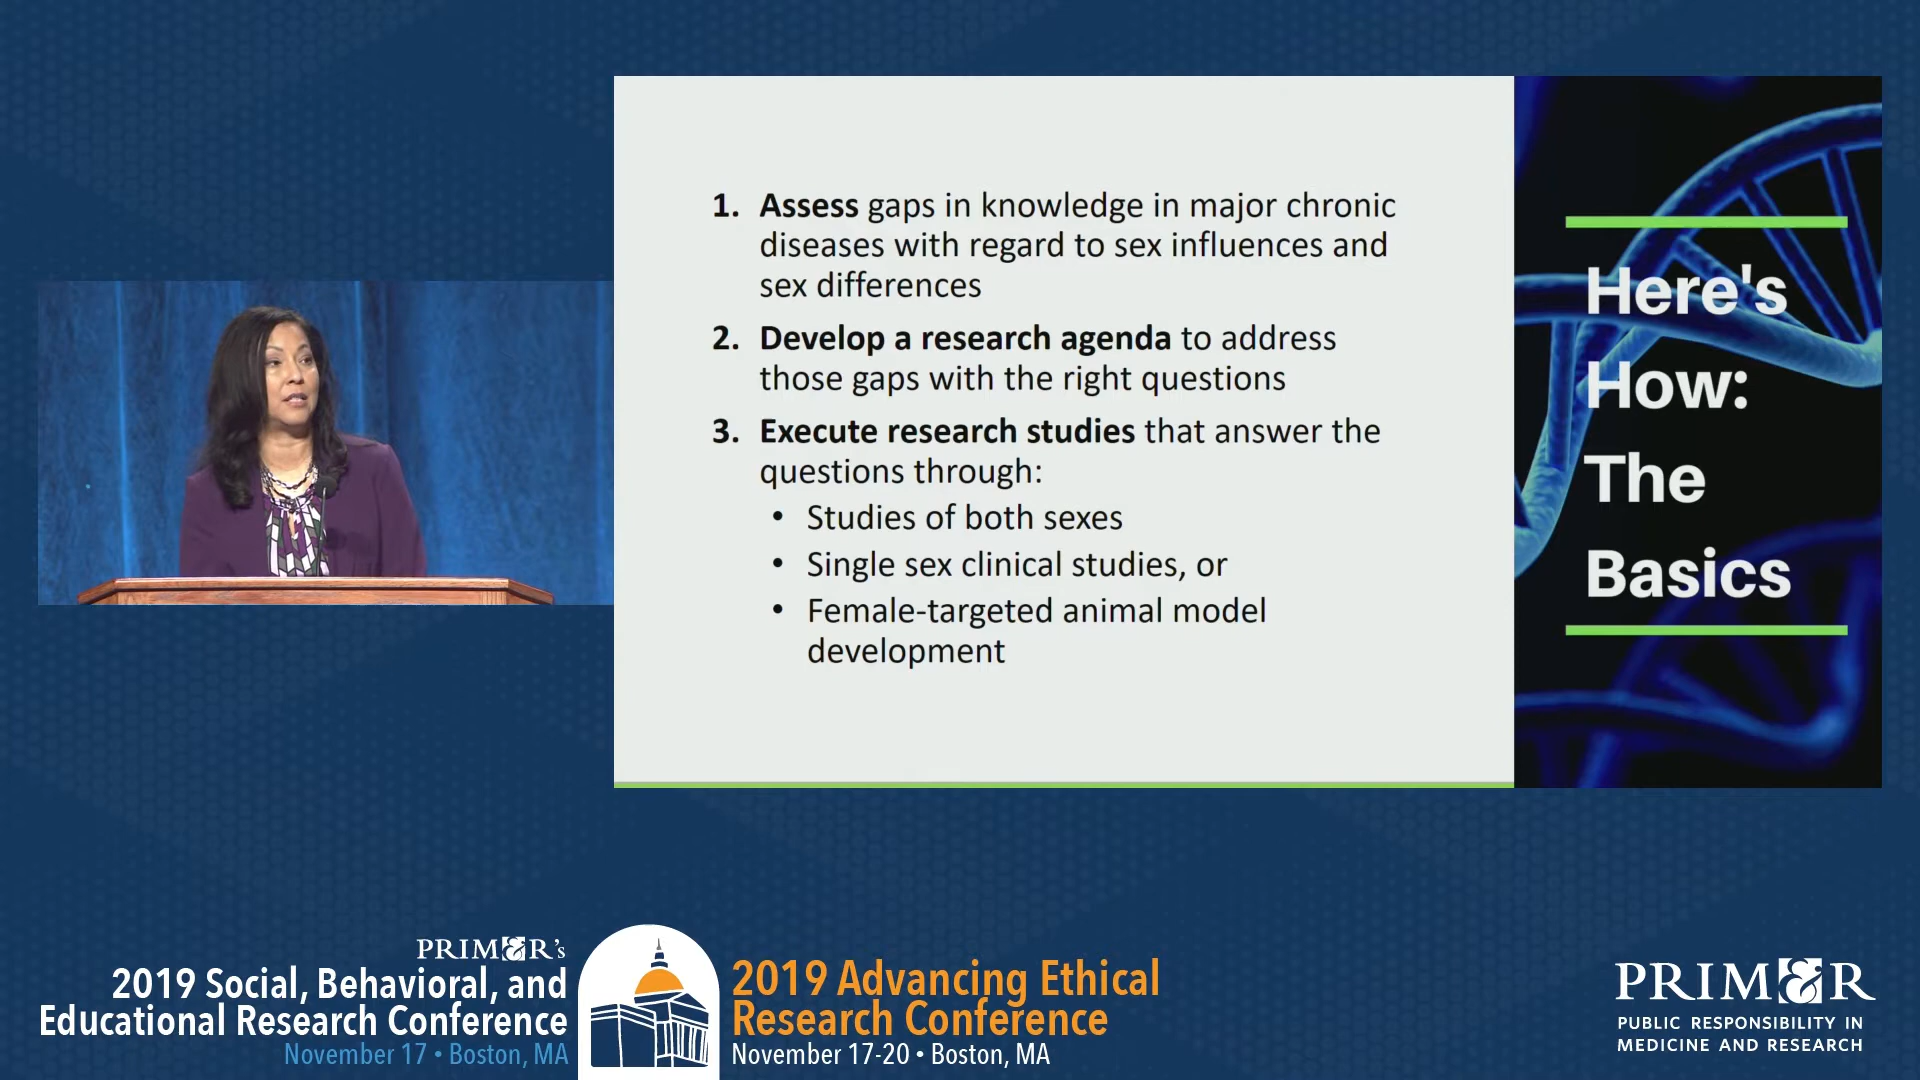 1. Assess gaps in knowledge in major chronic
diseases with regard to sex influences and
sex differences
2. Develop a research agenda to address
those gaps with the right questions
3. Execute research studies that answer the
questions through:
• Studies of both sexes
• Single sex clinical studies, or
• Female-targeted animal model
development
Here's
How:
The
Basics
PRIM&R's
2019 Social, Behavioral, and
Educational Research Conference
November 17 • Boston, MA
2019 Advancing Ethical
Research Conference
November 17-20 • Boston, MA
PRIM&R
PUBLIC RESPONSIBILITY IN
MEDICINE AND RESEARCH